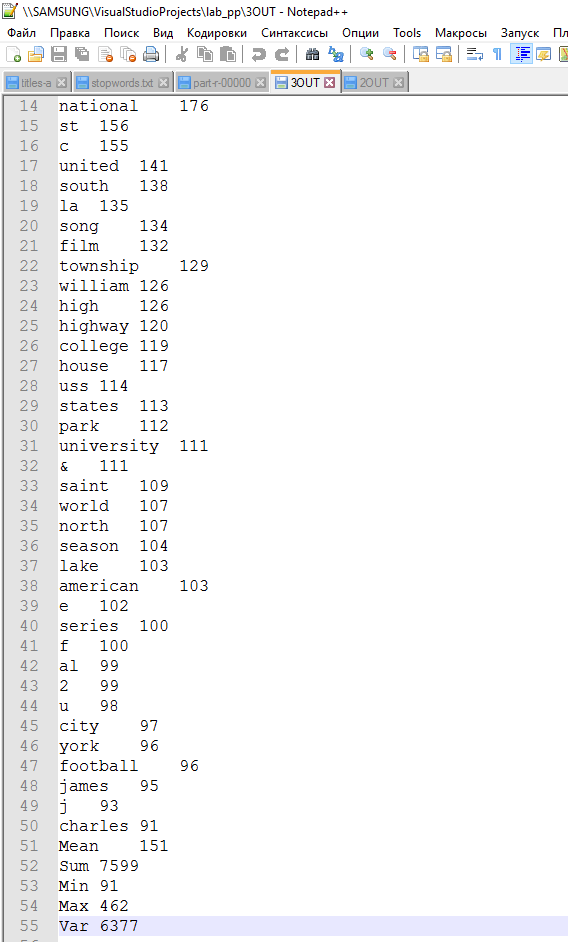 \\SAMSUNG\VisualStudioProjects\lab_pp\3OUT - Notepad++
Файл Правка Поиск Вид Кодировки Синтаксисы Опции Tools Макросы Запуск Пл
titles-a stopwords.txt part-r-00000 3OUT 2OUT
14 national 176
15 st 156
16 c 155
17 united 141
18 south 138
19 la 135
20 song 134
21 film 132
22 township 129
23 william 126
24 high 126
25 highway 120
26 college 119
27 house 117
28 uss 114
29 states 113
30 park 112
31 university 111
32 & 111
33 saint 109
34 world 107
35 north 107
36 season 104
37 lake 103
38 american 103
39 e 102
40 series 100
41 f 100
42 al 99
43 2 99
44 u 98
45 city 97
46 york 96
47 football 96
48 james 95
49 j 93
50 charles 91
51 Mean 151
52 Sum 7599
53 Min 91
54 Max 462
55 Var 6377